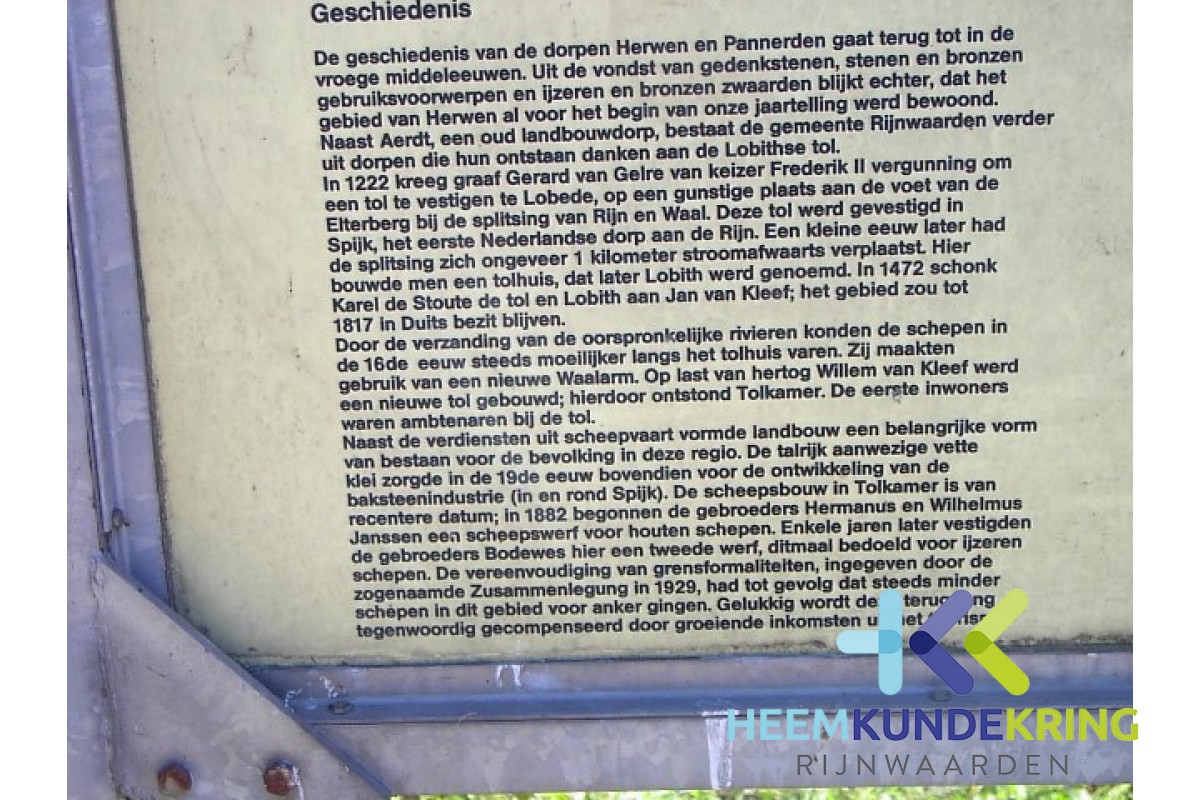 Geschiedenis
De geschiedenis van de dorpen Herwen en Pannerden gaat terug tot in de
vroege middeleeuwen. Uit de vondst van gedenkstenen, stenen en bronzen
gebruiksvoorwerpen en ijzeren en bronzen zwaarden blijkt echter, dat het
gebied van Herwen al voor het begin van onze jaartelling werd bewoond.
Naast Aerdt, een oud landbouwdorp, bestaat de gemeente Rijnwaarden verder
uit dorpen die hun ontstaan danken aan de Lobithse tol.
In 1222 kreeg graaf Gerard van Gelre van keizer Frederik II vergunning om
een tol te vestigen te Lobede, op een gunstige plaats aan de voet van de
Elterberg bij de splitsing van Rijn en Waal. Deze tol werd gevestigd in
Spijk, het eerste Nederlandse dorp aan de Rijn. Een kleine eeuw later had
de splitsing zich ongeveer 1 kilometer stroomafwaarts verplaatst. Hier
bouwde men een tolhuis, dat later Lobith werd genoemd. In 1472 schonk
Karel de Stoute de tol en Lobith aan Jan van Kleef; het gebied zou tot
1817 in Duits bezit blijven.
Door de verzanding van de oorspronkelijke rivieren konden de schepen in
de 16de eeuw steeds moeilijker langs het tolhuis varen. Zij maakten
gebruik van een nieuwe Waalarm. Op last van hertog Willem van Kleef werd
een nieuwe tol gebouwd; hierdoor ontstond Tolkamer. De eerste inwoners
waren ambtenaren bij de tol.
Naast de verdiensten uit scheepvaart vormde landbouw een belangrijke vorm
van bestaan voor de bevolking in deze regio. De talrijk aanwezige vette
klei zorgde in de 19de eeuw bovendien voor de ontwikkeling van de
baksteenindustrie (in en rond Spijk). De scheepsbouw in Tolkamer is van
recentere datum; in 1882 begonnen de gebroeders Hermanus en Wilhelmus
Janssen een scheepswerf voor houten schepen. Enkele jaren later vestigden
de gebroeders Bodewes hier een tweede werf, ditmaal bedoeld voor ijzeren
schepen. De vereenvoudiging van grensformaliteiten, ingegeven door de
zogenaamde Zusammenlegung in 1929, had tot gevolg dat steeds minder
schepen in dit gebied voor anker gingen. Gelukkig wordt
tegenwoordig gecompenseerd door groeiende inkomsten
HEEMKUNDEKRING
RIJNWAARDEN